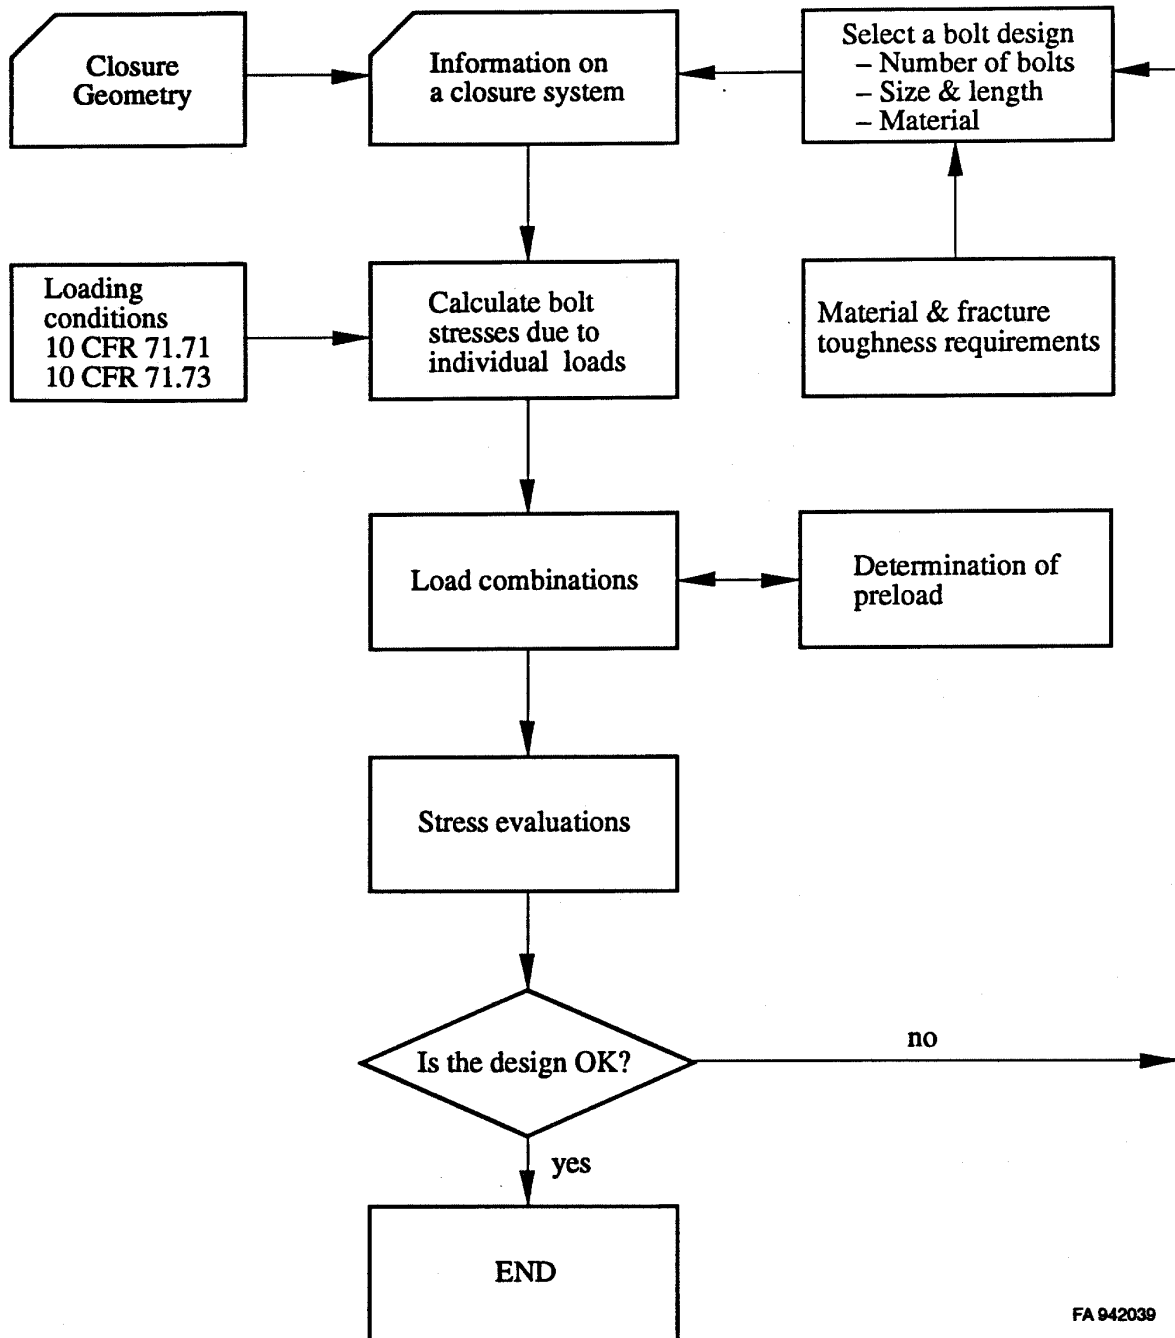 Closure
Geometry
Information on
a closure system
Select a bolt design
– Number of bolts
– Size & length
– Material
Loading
conditions
10 CFR 71.71
10 CFR 71.73
Calculate bolt
stresses due to
individual loads
Material & fracture
toughness requirements
Load combinations
Determination of
preload
Stress evaluations
Is the design OK?
no
yes
END
FA 942039